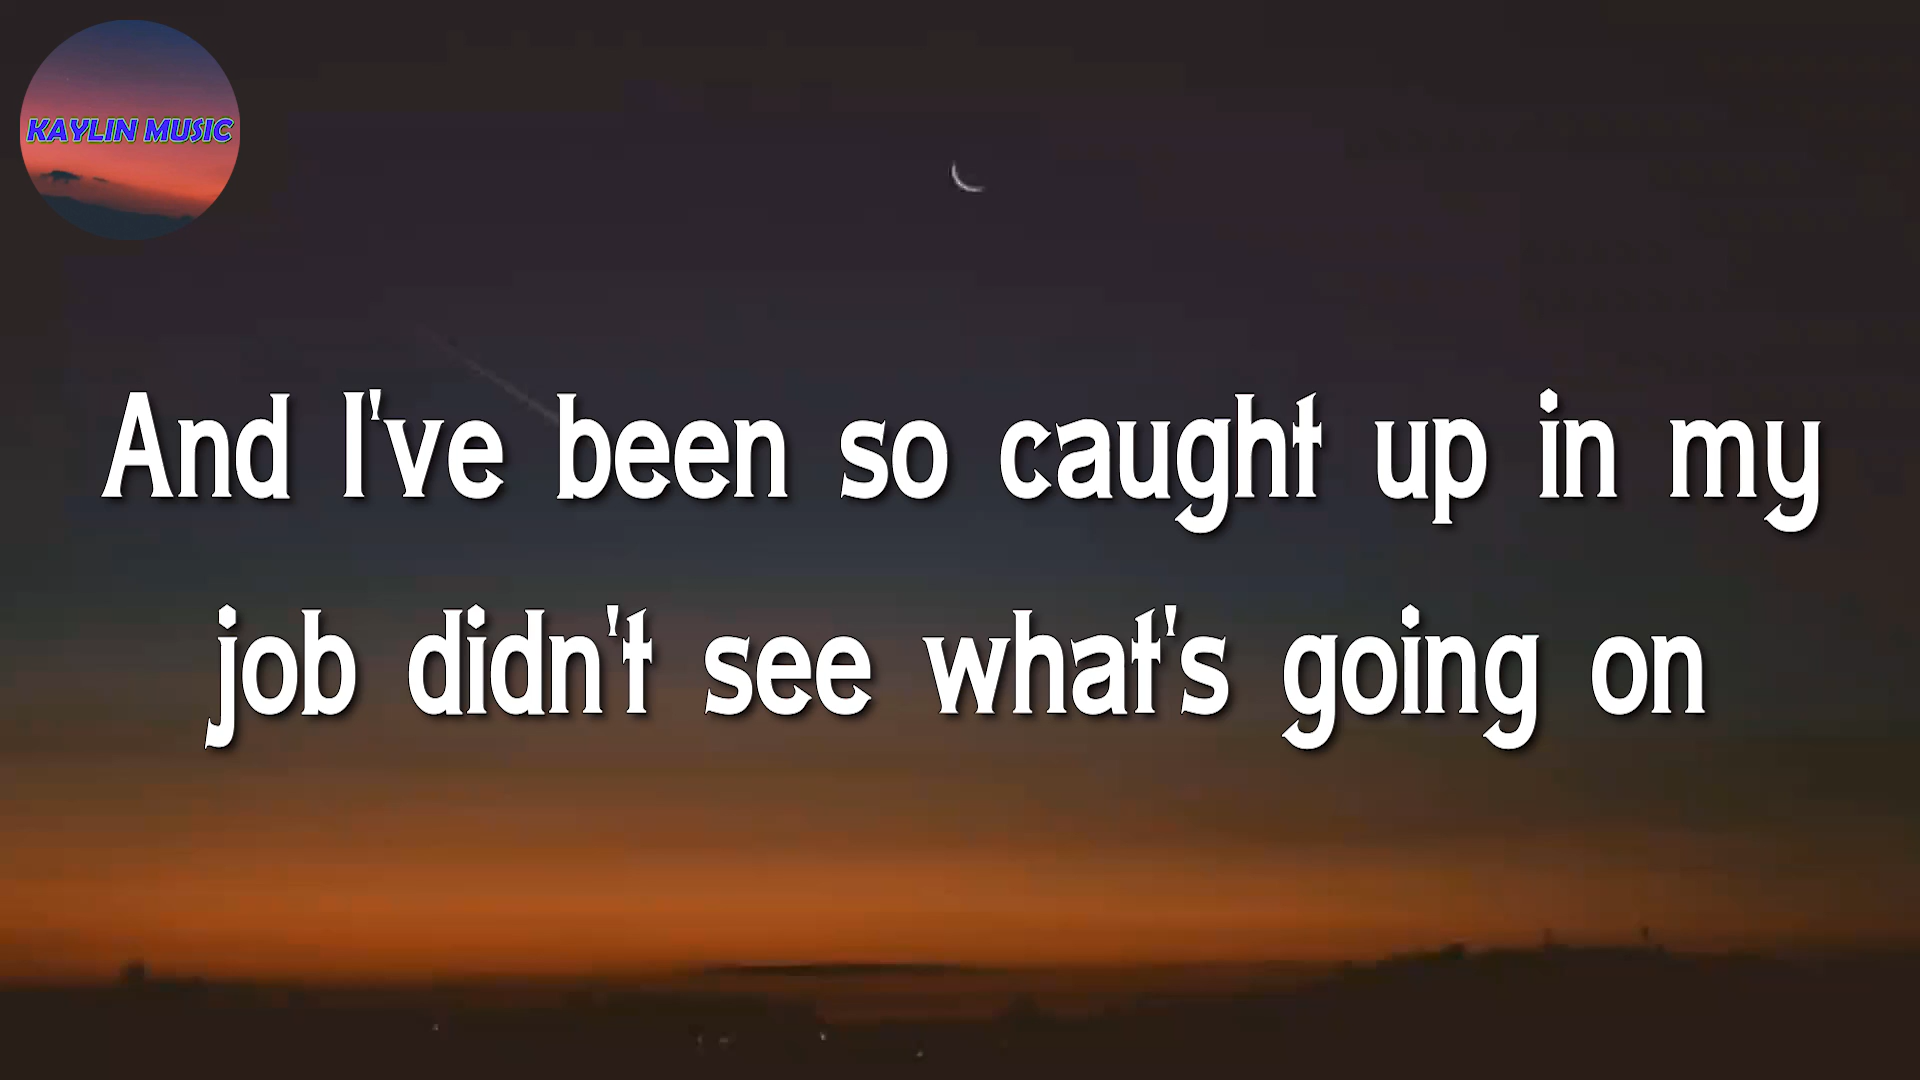 KAYLIN MUSIC
And I've been so caught up in my
job didn't see what's going on